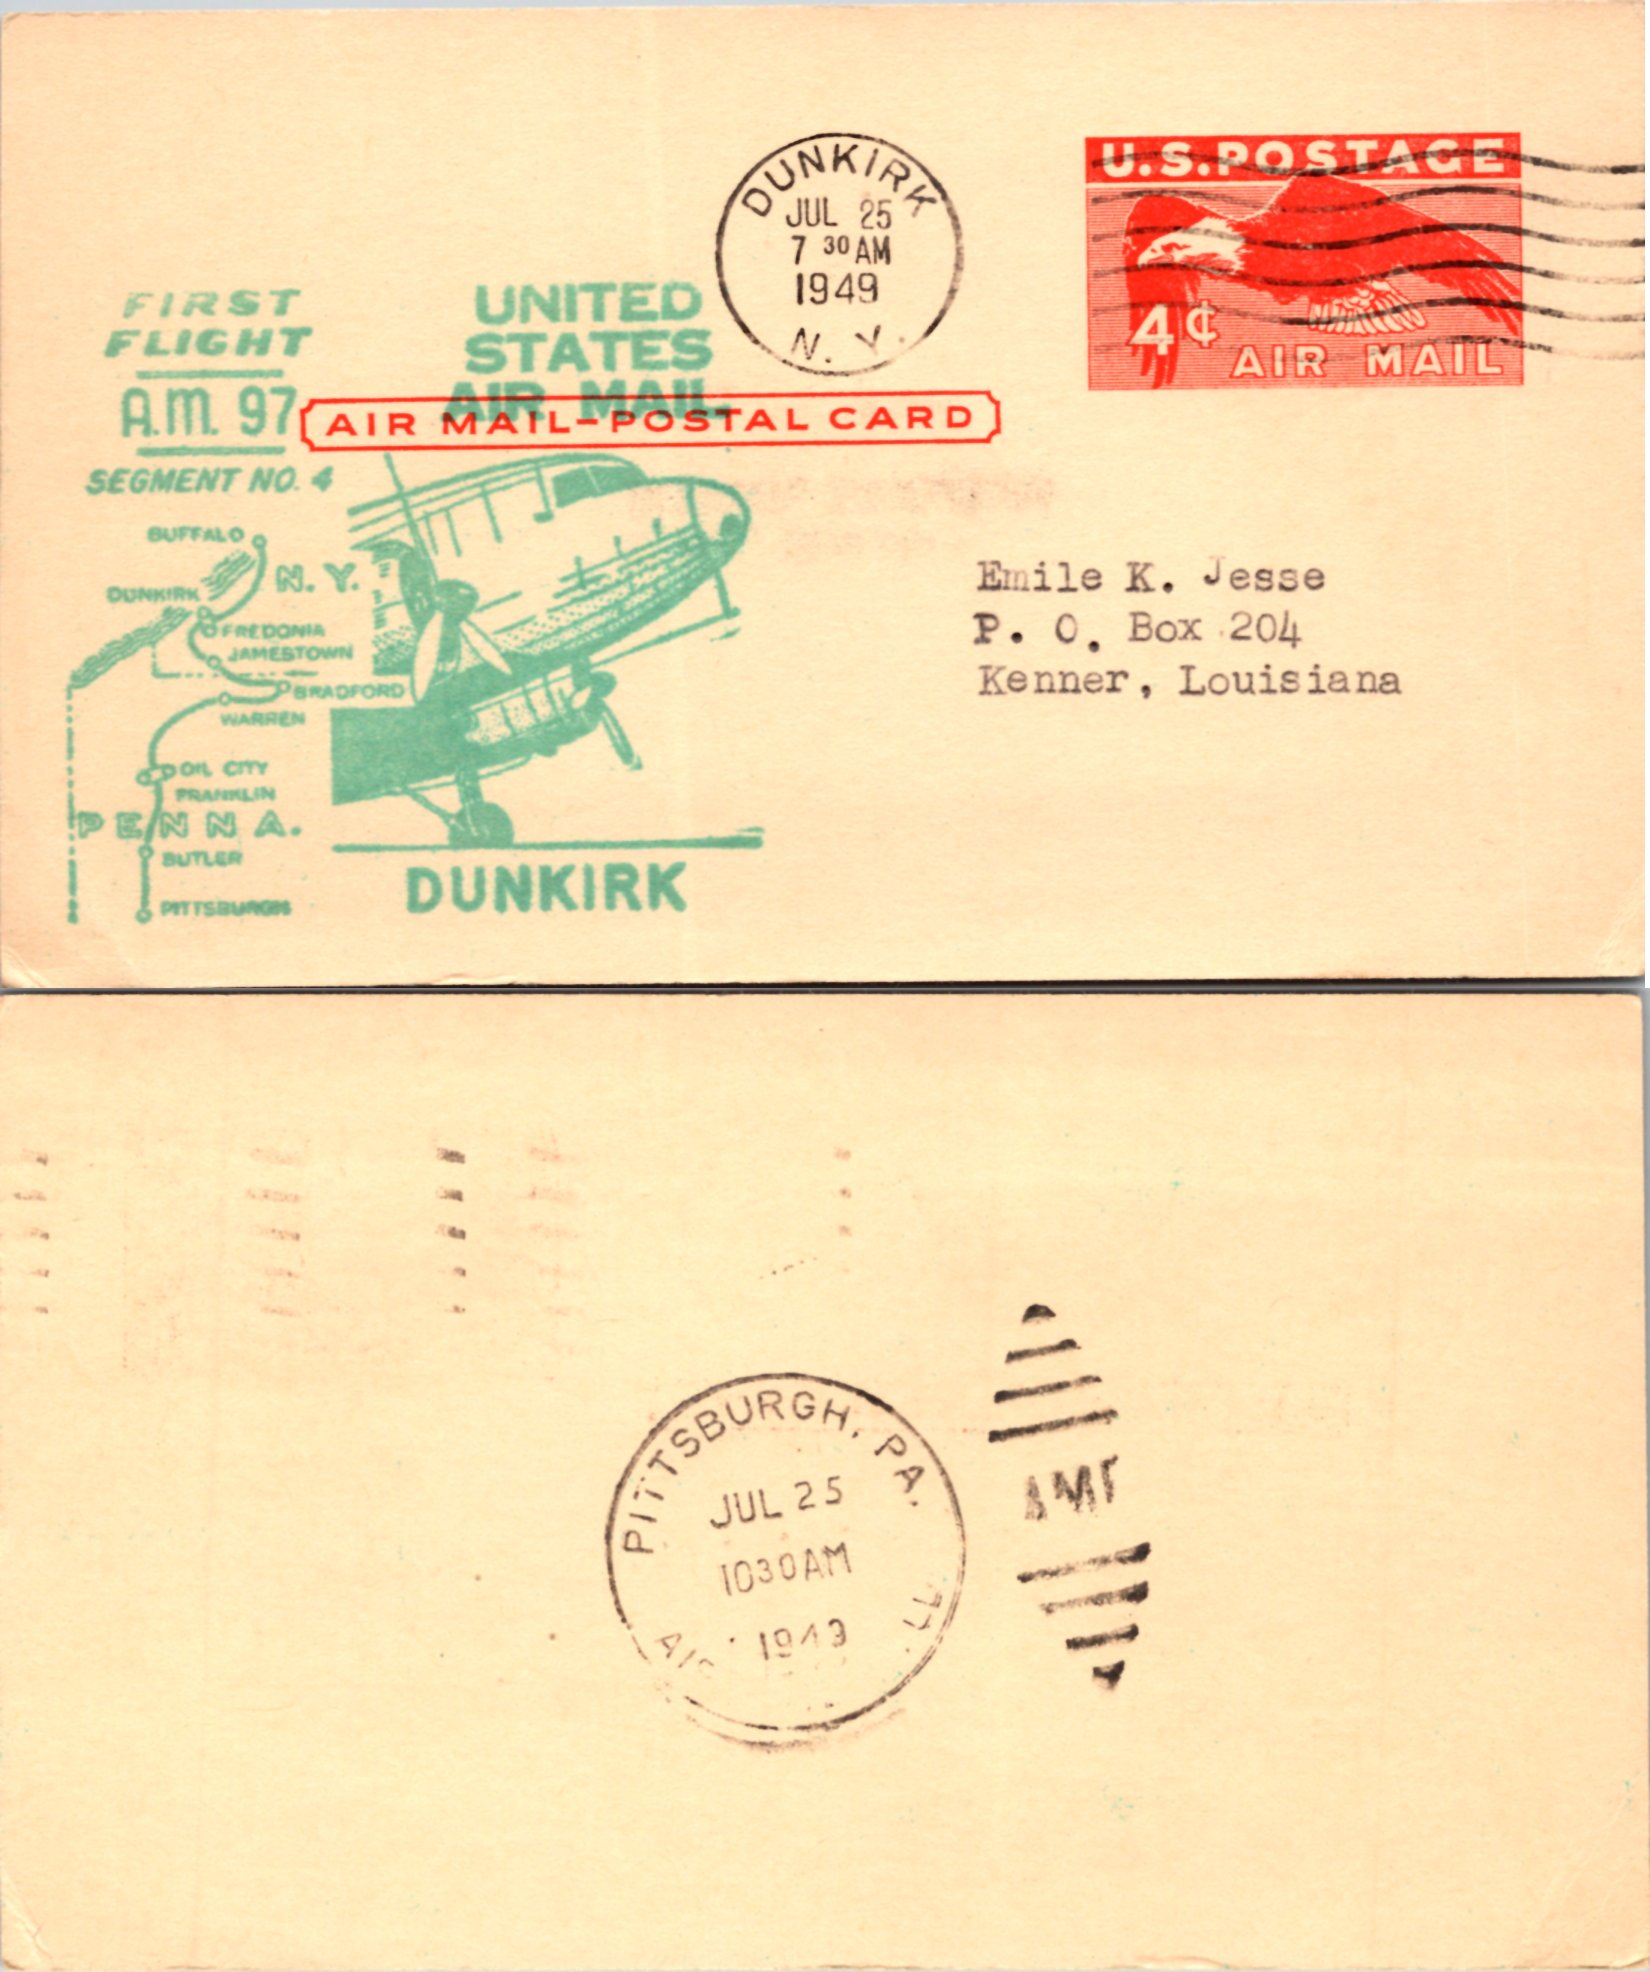 DUNKIRK
JUL 25
7 30 AM
1949
N. Y.
U.S. POSTAGE
4¢
AIR MAIL
FIRST
FLIGHT
A.M. 97
SEGMENT NO. 4
UNITED
STATES
AIR MAIL
AIR MAIL-POSTAL CARD
BUFFALO
N. Y.
DUNKIRK
FREDONIA
JAMESTOWN
BRADFORD
WARREN
OIL CITY
FRANKLIN
PENNA.
BUTLER
PITTSBURGH
DUNKIRK
Emile K. Jesse
P. O. Box 204
Kenner, Louisiana
PITTSBURGH, PA.
JUL 25
1030AM
1949
AMF